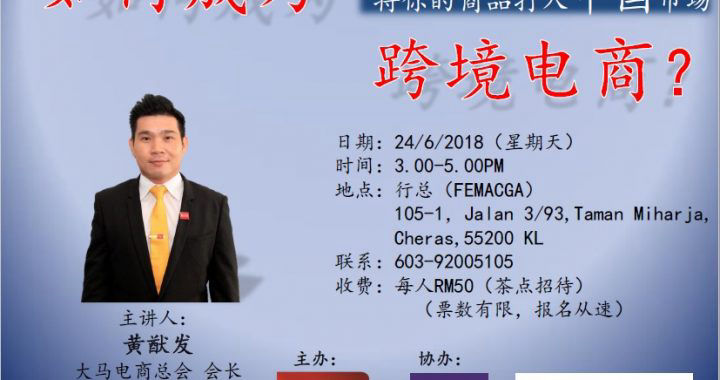 如何成为
将你的商品打入中国市场
跨境电商?
日期：24/6/2018（星期天）
时间：3.00-5.00PM
地点：行总（FEMACGA）
105-1, Jalan 3/93,Taman Miharja,
Cheras,55200 KL
联系：603-92005105
收费：每人RM50（茶点招待）
（票数有限，报名从速）
主讲人：
黄猷发
大马电商总会 会长
主办：
协办：